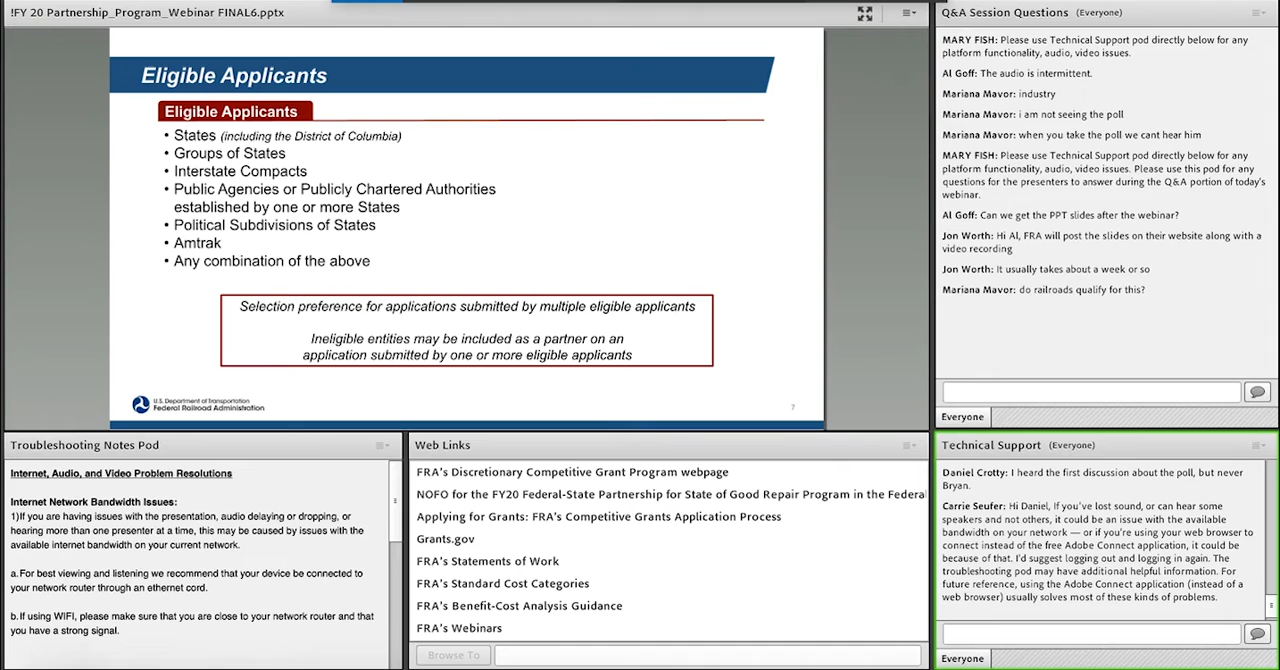 !FY 20 Partnership_Program_Webinar FINAL6.pptx
Eligible Applicants
Eligible Applicants
• States (including the District of Columbia)
• Groups of States
• Interstate Compacts
• Public Agencies or Publicly Chartered Authorities
established by one or more States
• Political Subdivisions of States
• Amtrak
• Any combination of the above
Selection preference for applications submitted by multiple eligible applicants
Ineligible entities may be included as a partner on an
application submitted by one or more eligible applicants
U.S. Department of Transportation
Federal Railroad Administration
7
Q&A Session Questions (Everyone)
MARY FISH: Please use Technical Support pod directly below for any
platform functionality, audio, video issues.
Al Goff: The audio is intermittent.
Mariana Mavor: industry
Mariana Mavor: i am not seeing the poll
Mariana Mavor: when you take the poll we cant hear him
MARY FISH: Please use Technical Support pod directly below for any
platform functionality, audio, video issues. Please use this pod for any
questions for the presenters to answer during the Q&A portion of today's
webinar.
Al Goff: Can we get the PPT slides after the webinar?
Jon Worth: Hi Al, FRA will post the slides on their website along with a
video recording
Jon Worth: It usually takes about a week or so
Mariana Mavor: do railroads qualify for this?
Everyone
Troubleshooting Notes Pod
Internet, Audio, and Video Problem Resolutions
Internet Network Bandwidth Issues:
1)If you are having issues with the presentation, audio delaying or dropping, or
hearing more than one presenter at a time, this may be caused by issues with the
available internet bandwidth on your current network.
a.For best viewing and listening we recommend that your device be connected to
your network router through an ethernet cord.
b.If using WIFI, please make sure that you are close to your network router and that
you have a strong signal.
Web Links
FRA's Discretionary Competitive Grant Program webpage
NOFO for the FY20 Federal-State Partnership for State of Good Repair Program in the Federal
Applying for Grants: FRA's Competitive Grants Application Process
Grants.gov
FRA's Statements of Work
FRA's Standard Cost Categories
FRA's Benefit-Cost Analysis Guidance
FRA's Webinars
Browse To
Technical Support (Everyone)
Daniel Crotty: I heard the first discussion about the poll, but never
Bryan.
Carrie Seufer: Hi Daniel, If you've lost sound, or can hear some
speakers and not others, it could be an issue with the available
bandwidth on your network — or if you're using your web browser to
connect instead of the free Adobe Connect application, it could be
because of that. I'd suggest logging out and logging in again. The
troubleshooting pod may have additional helpful information. For
future reference, using the Adobe Connect application (instead of a
web browser) usually solves most of these kinds of problems.
Everyone